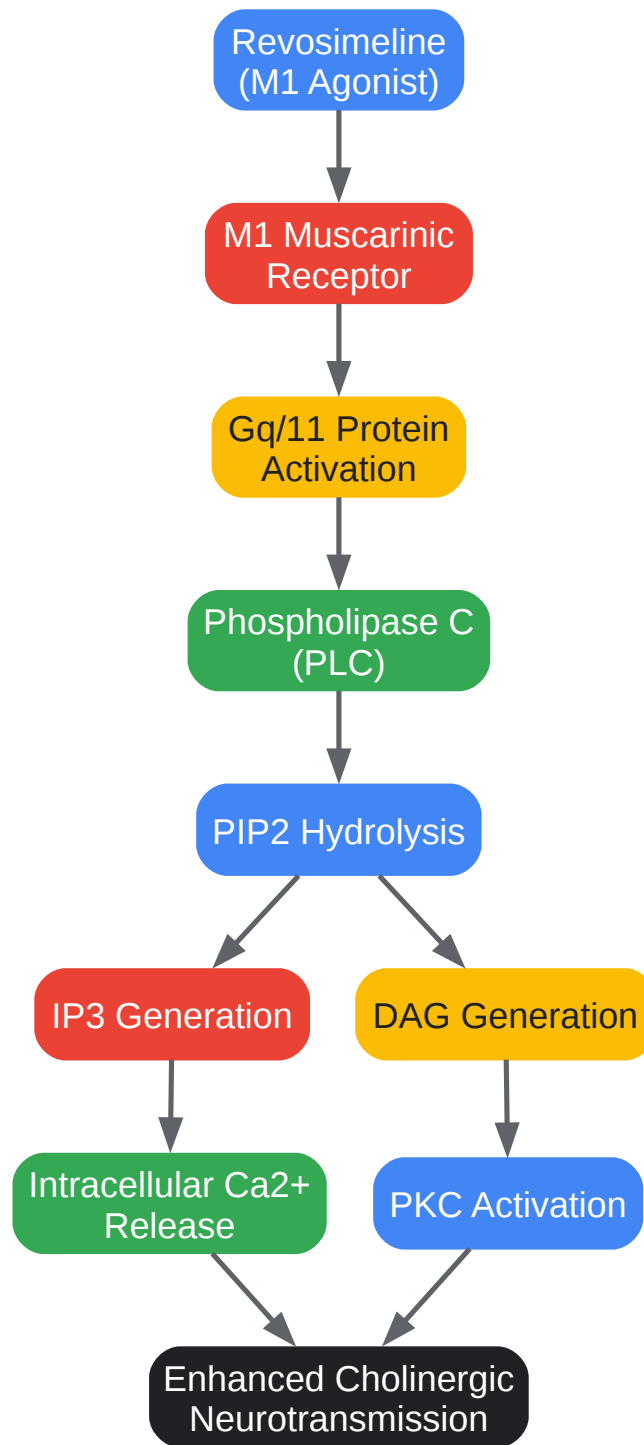 Revosimeline
(M1 Agonist)
M1 Muscarinic
Receptor
Gq/11 Protein
Activation
Phospholipase C
(PLC)
PIP2 Hydrolysis
IP3 Generation
DAG Generation
Intracellular Ca2+
Release
PKC Activation
Enhanced Cholinergic
Neurotransmission